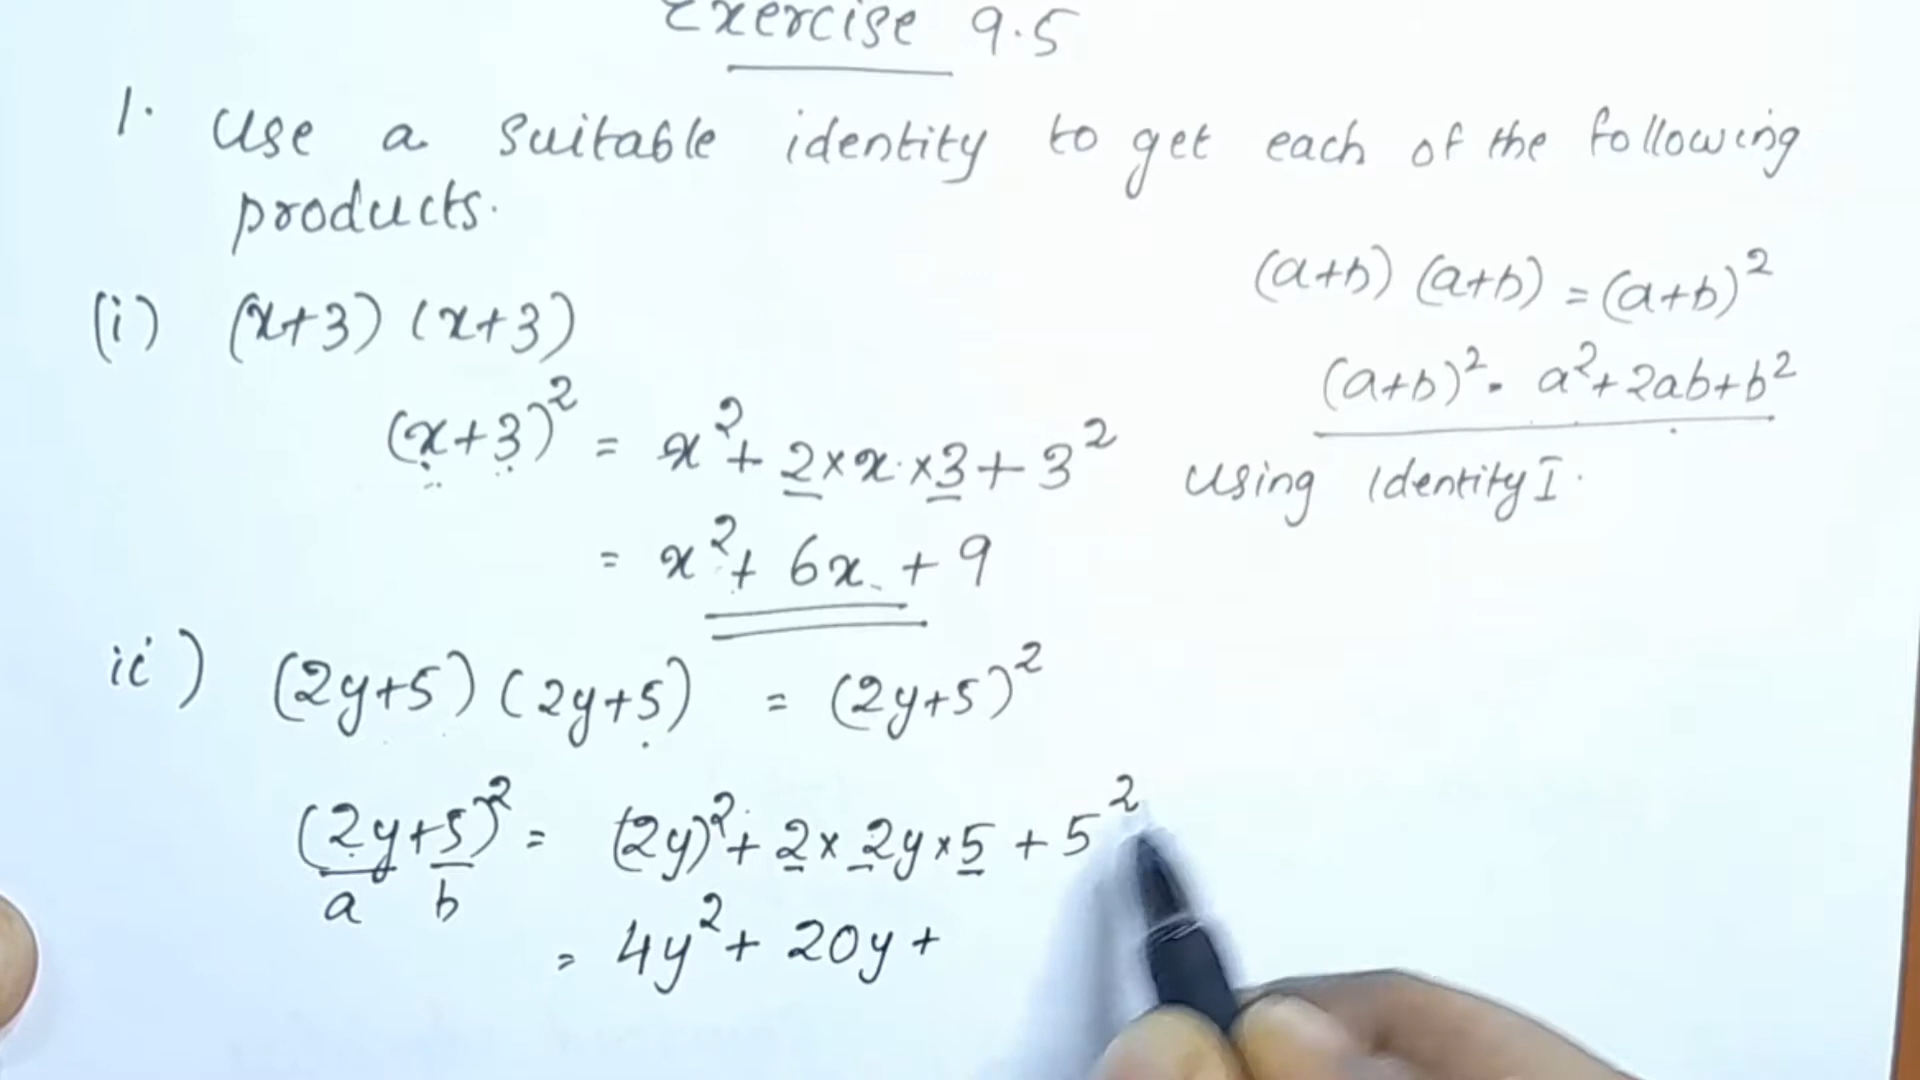 Exercise 9.5
1. Use a suitable identity to get each of the following
products.
(a+b) (a+b) = (a+b)²
(i) (x+3) (x+3)
(a+b)² = a²+2ab+b²
(x+3)² = x²+ 2×x×3+3²
using Identity I.
= x²+ 6x + 9
ii) (2y+5) (2y+5) = (2y+5)²
(2y+5)² = (2y)²+ 2× 2y×5 + 5²
a b
= 4y²+ 20y +